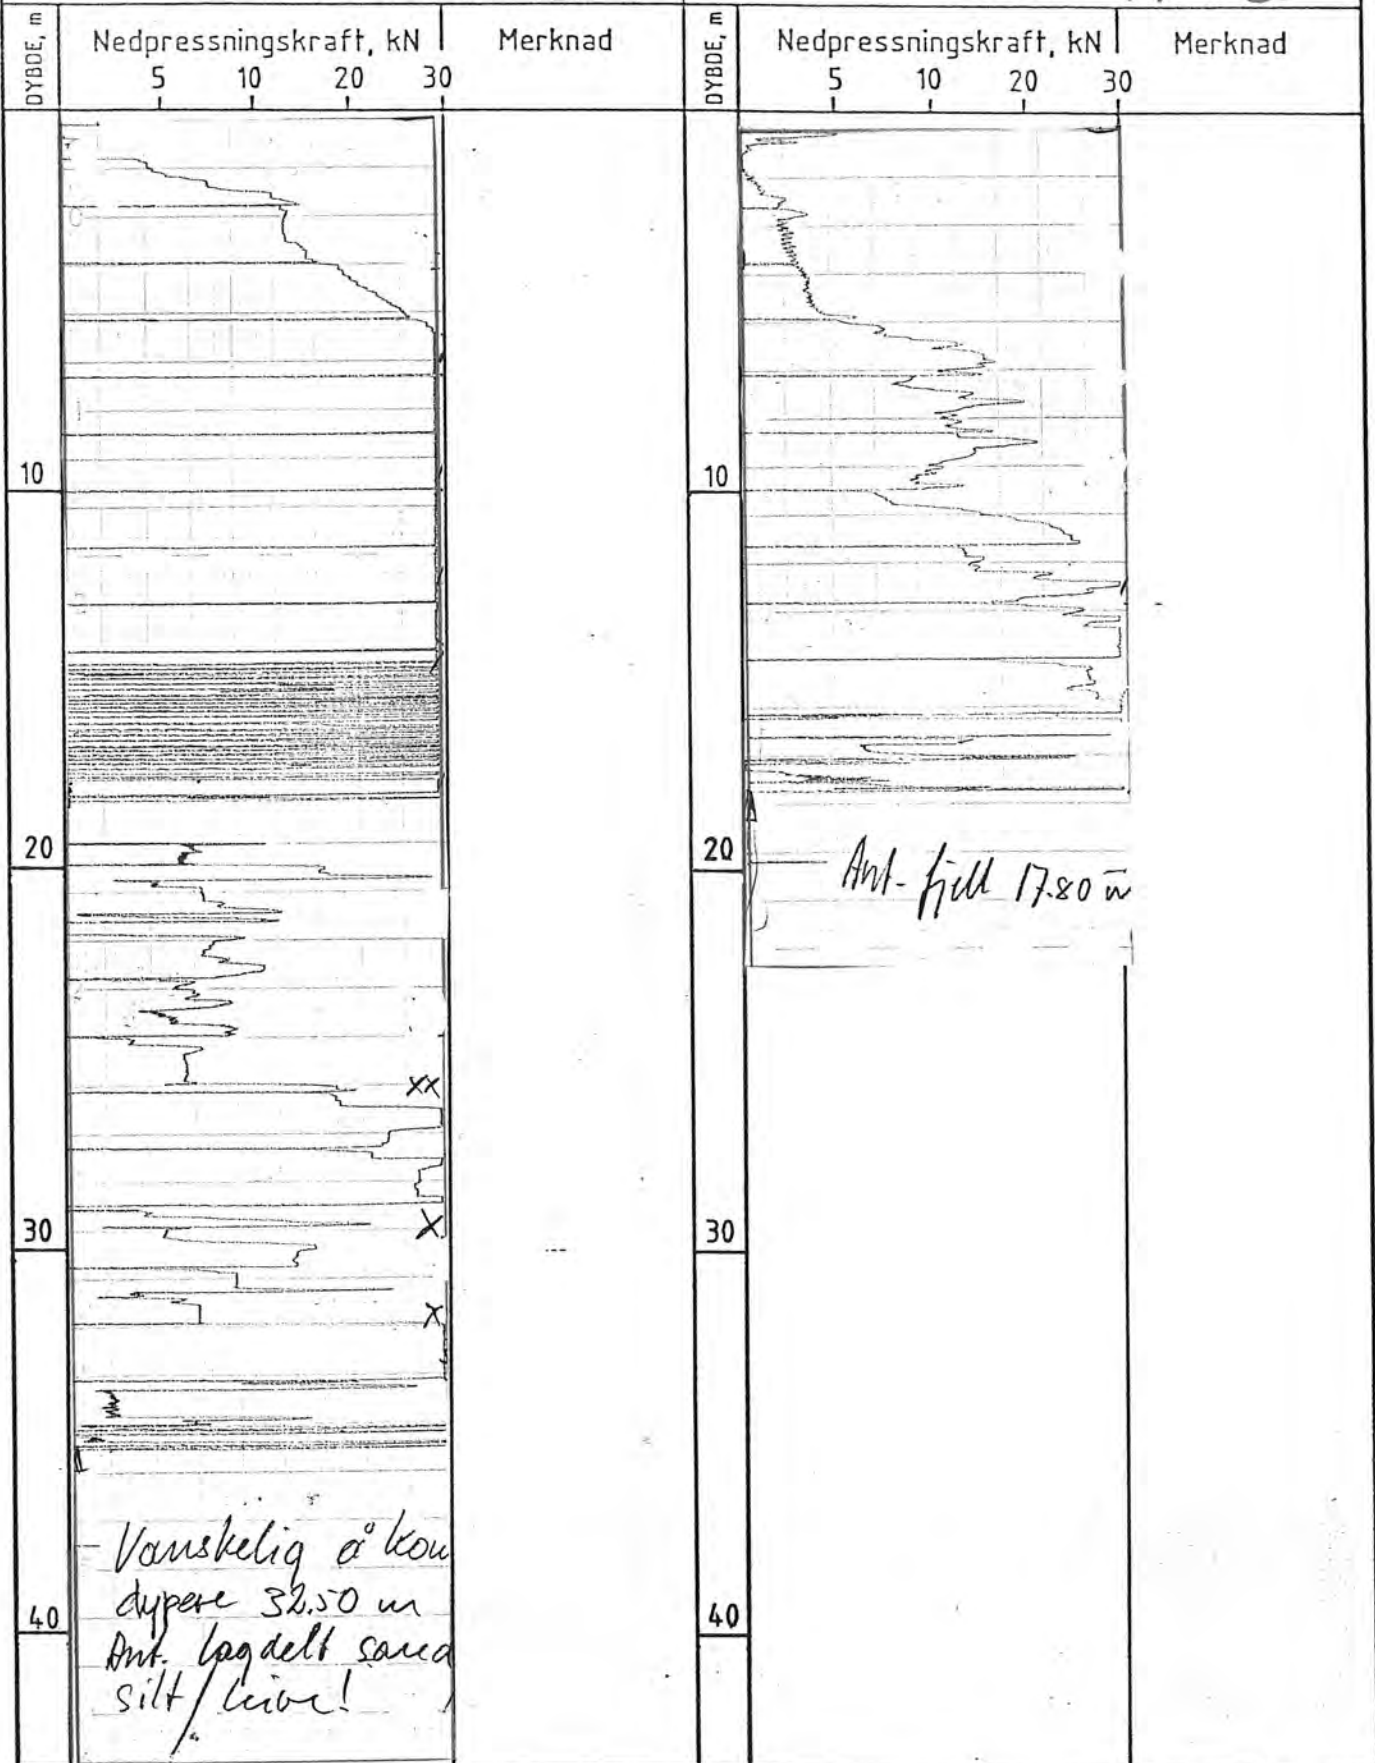 DYBDE, m
Nedpressningskraft, kN
Merknad
5 10 20 30
10
20
30
40
XX
X
X
Vanskelig å kom
dypere 32.50 m
Ant. lagdelt sand
silt / leire!
DYBDE, m
Nedpressningskraft, kN
Merknad
5 10 20 30
10
20
30
40
Ant. fjell 17.80 m